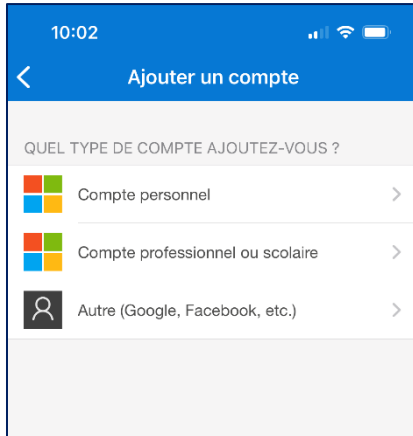 10:02
Ajouter un compte
QUEL TYPE DE COMPTE AJOUTEZ-VOUS ?
Compte personnel
Compte professionnel ou scolaire
Autre (Google, Facebook, etc.)